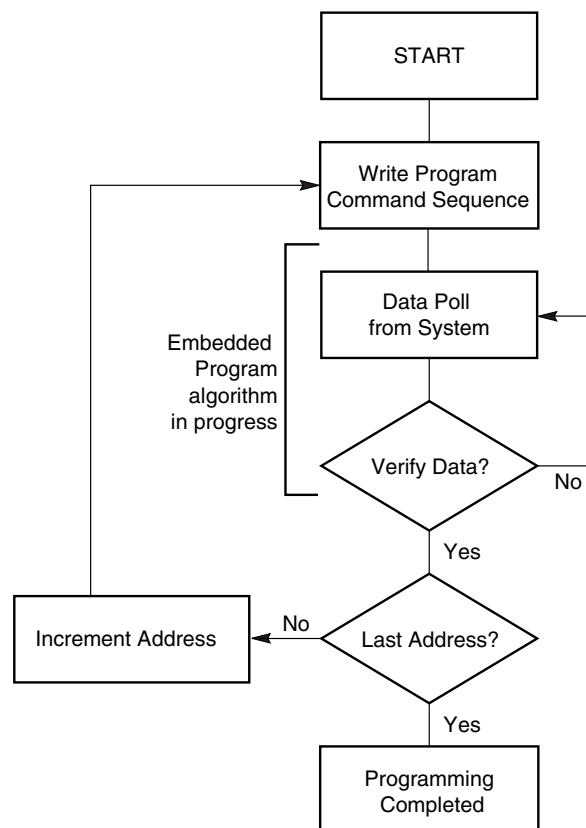 START
Write Program
Command Sequence
Data Poll
from System
Embedded
Program
algorithm
in progress
Verify Data?
No
Yes
Last Address?
No
Increment Address
Yes
Programming
Completed